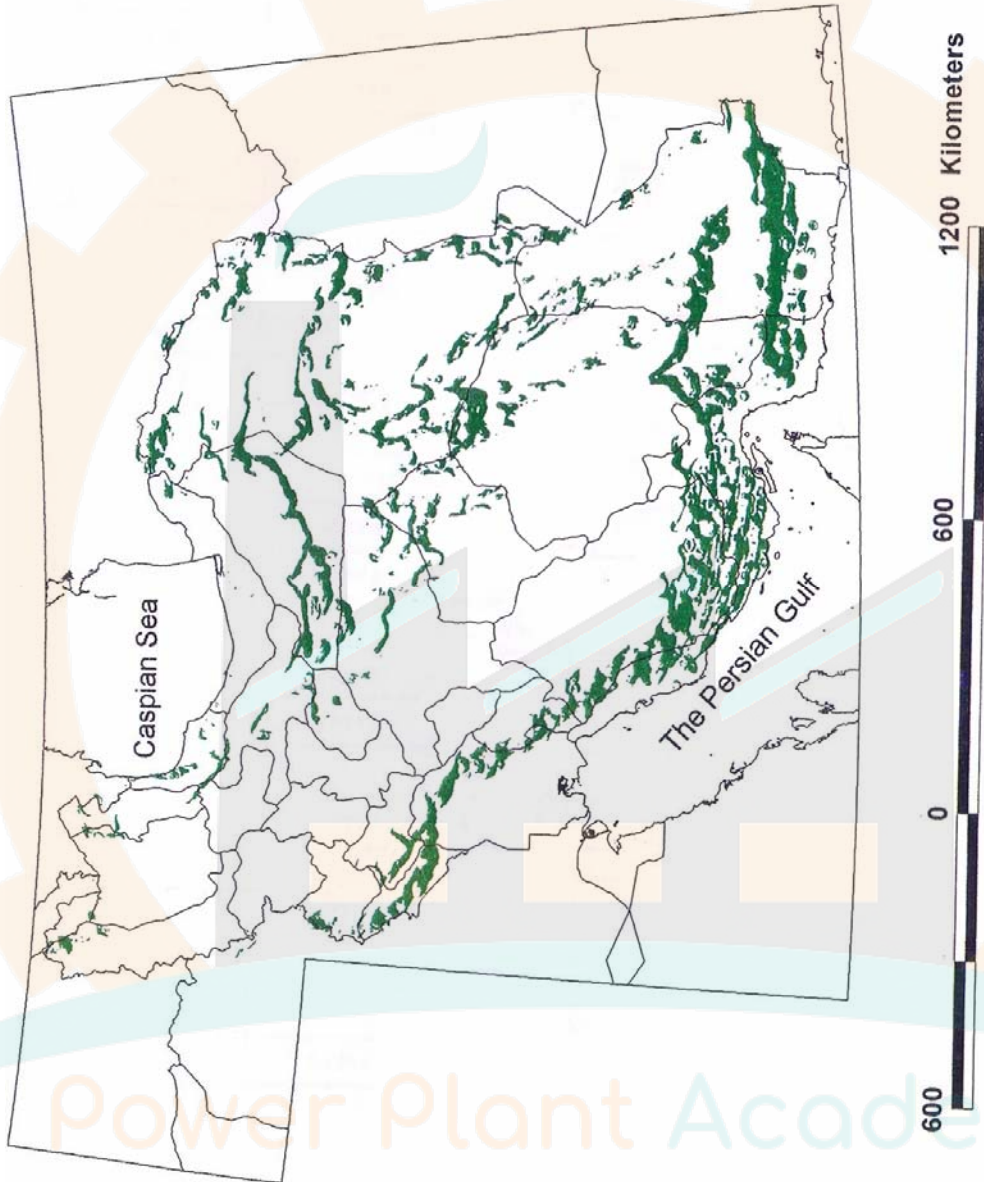 Caspian Sea
The Persian Gulf
600
0
600
1200 Kilometers
Power Plant Acade